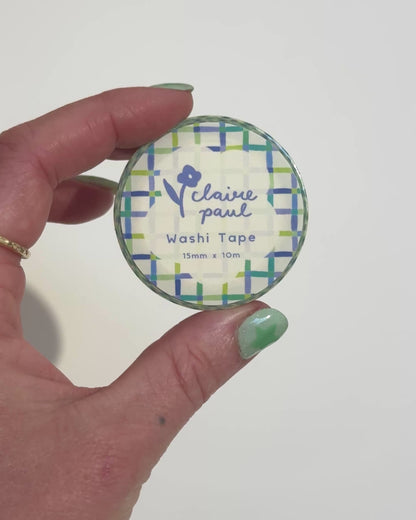 claire
paul
Washi Tape
15mm x 10m